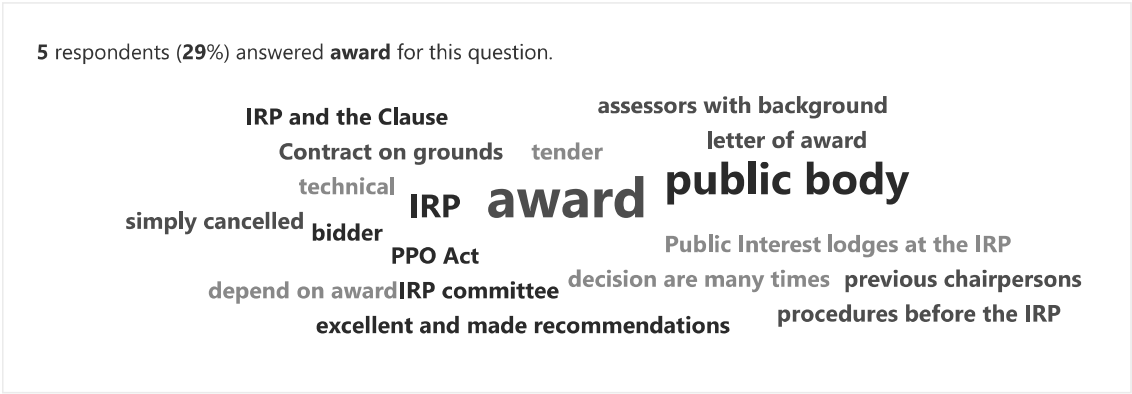 5 respondents (29%) answered award for this question.
assessors with background
IRP and the Clause
letter of award
Contract on grounds
tender
public body
technical
award
IRP
simply cancelled
bidder
Public Interest lodges at the IRP
PPO Act
decision are many times
previous chairpersons
depend on award
IRP committee
procedures before the IRP
excellent and made recommendations